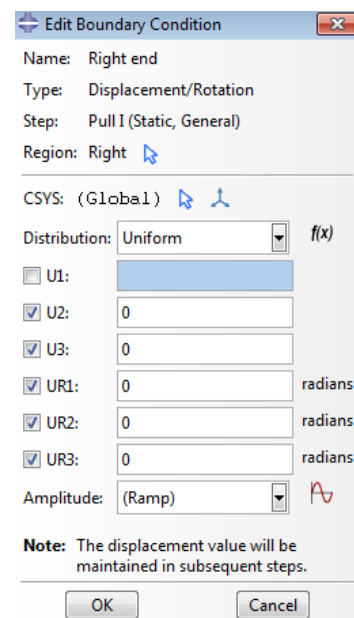 Edit Boundary Condition
Name: Right end
Type: Displacement/Rotation
Step: Pull I (Static, General)
Region: Right
CSYS: (Global)
Distribution: Uniform f(x)
U1:
U2: 0
U3: 0
UR1: 0 radians
UR2: 0 radians
UR3: 0 radians
Amplitude: (Ramp)
Note: The displacement value will be
maintained in subsequent steps.
OK Cancel